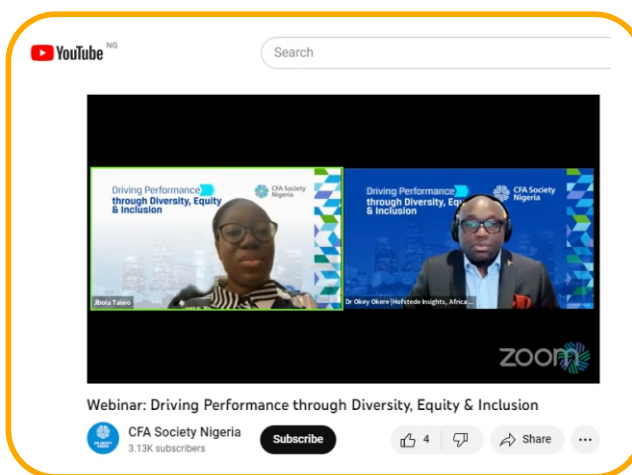 YouTube NG
Search
Driving Performance
through Diversity, Equity
& Inclusion
CFA Society
Nigeria
Jibola Taiwo
Driving Performance
through Diversity, Equity
& Inclusion
CFA Society
Nigeria
Dr Okey Okere [Hofstede Insights, Africa ...
zoom
Webinar: Driving Performance through Diversity, Equity & Inclusion
CFA Society Nigeria
3.13K subscribers
Subscribe
4
Share
...